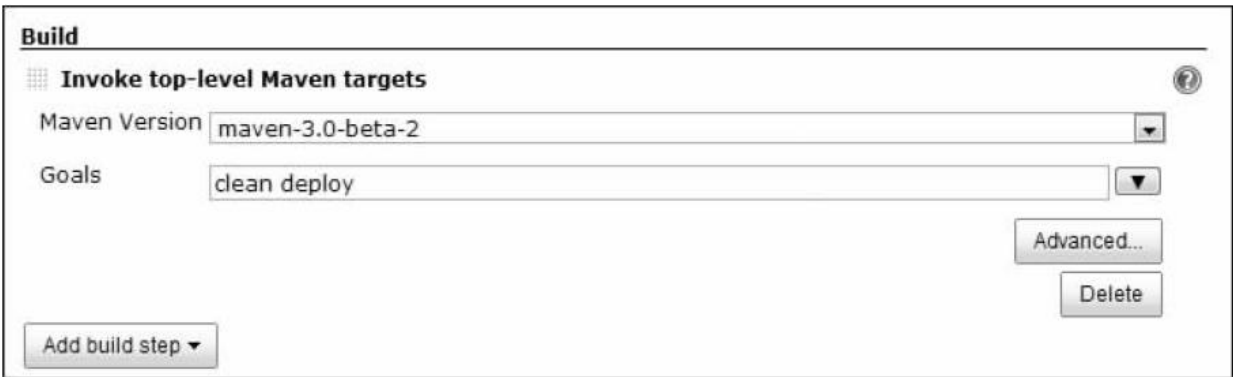 Build
Invoke top-level Maven targets
Maven Version maven-3.0-beta-2
Goals clean deploy
Advanced...
Delete
Add build step